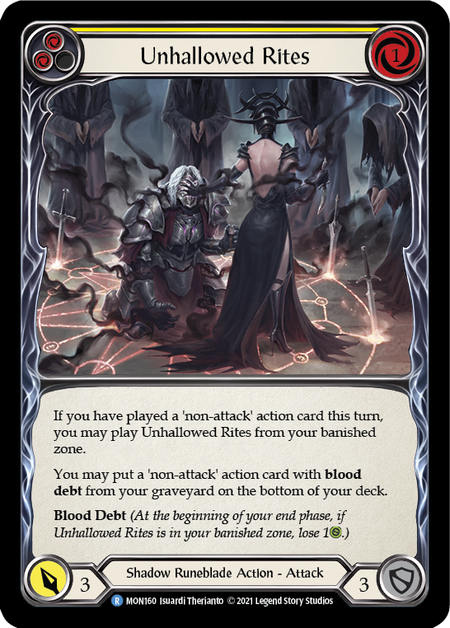 Unhallowed Rites
1
If you have played a 'non-attack' action card this turn,
you may play Unhallowed Rites from your banished
zone.
You may put a 'non-attack' action card with blood
debt from your graveyard on the bottom of your deck.
Blood Debt (At the beginning of your end phase, if
Unhallowed Rites is in your banished zone, lose 1.)
3
Shadow Runeblade Action - Attack
3
R MON160 Isuardi Therianto © 2021 Legend Story Studios